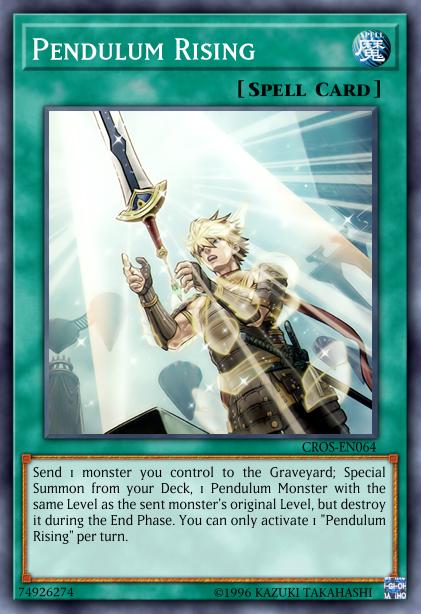 Pendulum Rising
SPELL
魔
[Spell Card]
CROS-EN064
Send 1 monster you control to the Graveyard; Special
Summon from your Deck, 1 Pendulum Monster with the
same Level as the sent monster's original Level, but destroy
it during the End Phase. You can only activate 1 "Pendulum
Rising" per turn.
74926274
©1996 KAZUKI TAKAHASHI